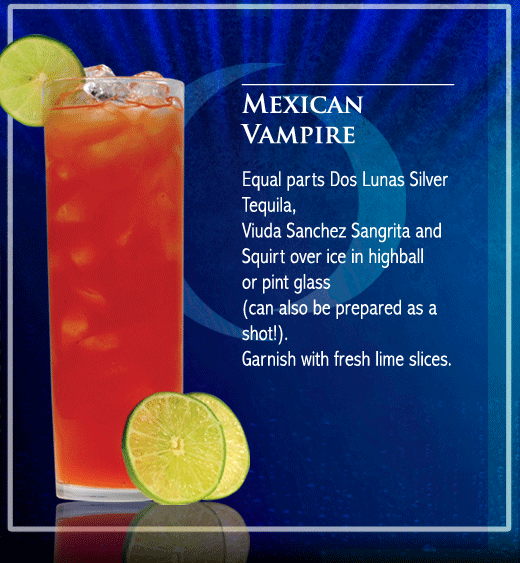 Mexican
Vampire
Equal parts Dos Lunas Silver
Tequila,
Viuda Sanchez Sangrita and
Squirt over ice in highball
or pint glass
(can also be prepared as a
shot!).
Garnish with fresh lime slices.